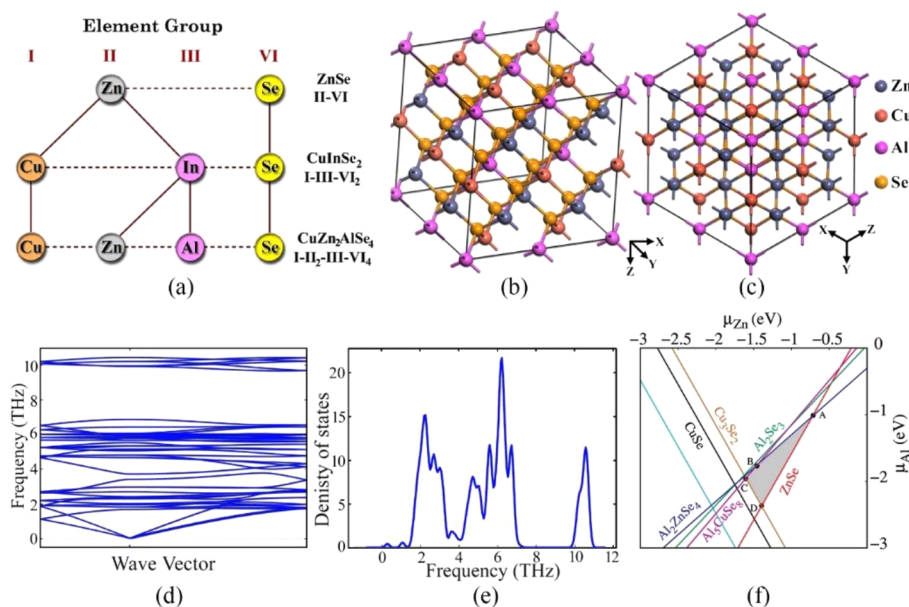 Element Group
I II III VI
Zn Se
ZnSe
II-VI
Cu In Se
CuInSe₂
I-III-VI₂
Cu Zn Al Se
CuZn₂AlSe₄
I-II₂-III-VI₄
(a)
X
Y
Z
(b)
X Z
Y
(c)
Zn
Cu
Al
Se
Frequency (THz)
10
8
6
4
2
0
Wave Vector
(d)
Denisty of states
20
15
10
5
0
0 2 4 6 8 10 12
Frequency (THz)
(e)
μZn (eV)
−3 −2.5 −2 −1.5 −1 −0.5 0
−1
−2
−3
μAl (eV)
Cu₃Se₂
CuSe
Al₂Se₃
ZnSe
Al₂ZnSe₄
Al₅CuSe₈
A
B
C
D
(f)